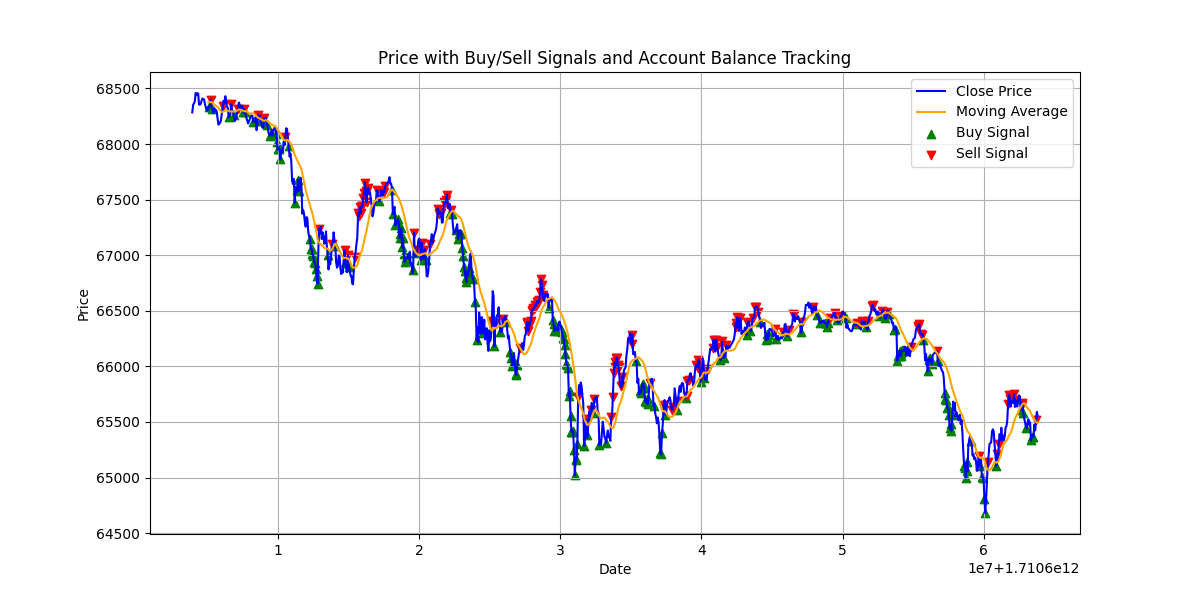 Price with Buy/Sell Signals and Account Balance Tracking
68500
68000
67500
67000
66500
66000
65500
65000
64500
Price
Close Price
Moving Average
Buy Signal
Sell Signal
1 2 3 4 5 6
Date
1e7+1.7106e12